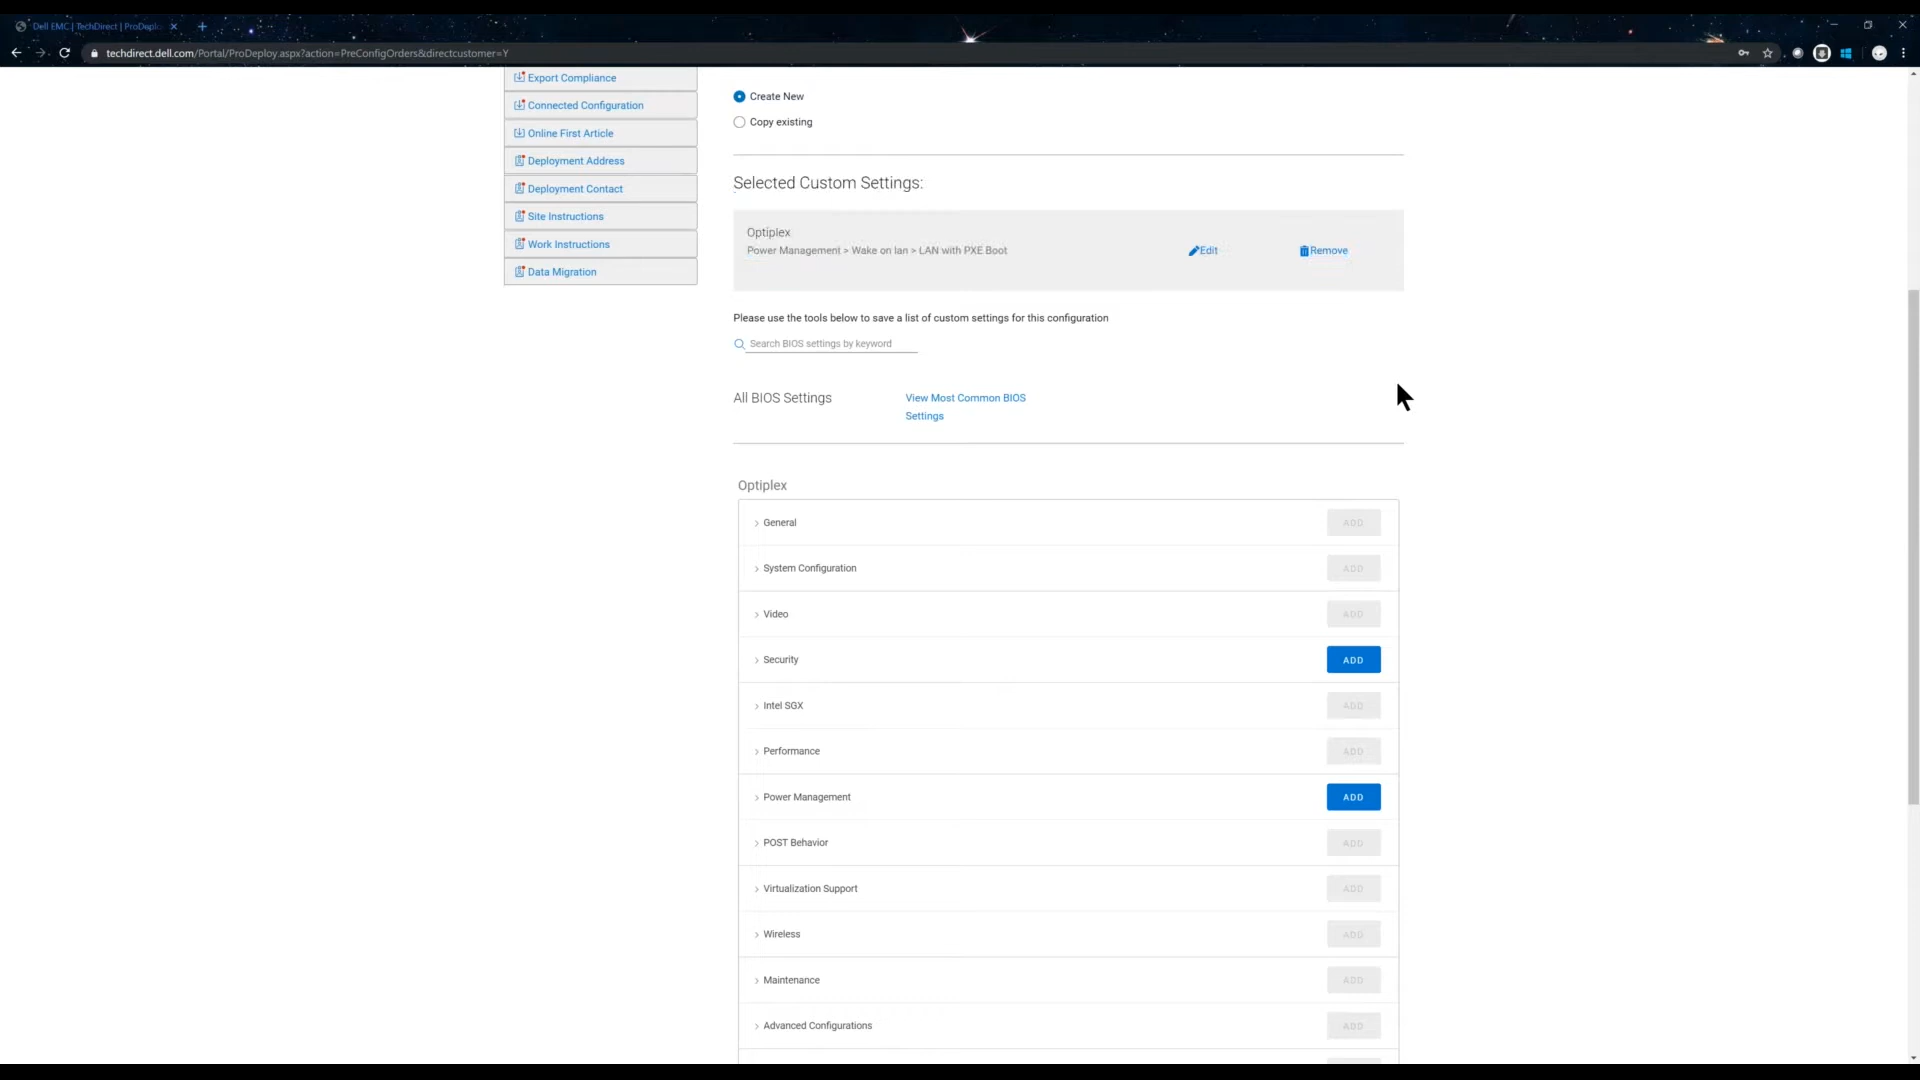 Dell EMC | TechDirect | ProDeplo
techdirect.dell.com/Portal/ProDeploy.aspx?action=PreConfigOrders&directcustomer=Y
Export Compliance
Connected Configuration
Online First Article
Deployment Address
Deployment Contact
Site Instructions
Work Instructions
Data Migration
Create New
Copy existing
Selected Custom Settings:
Optiplex
Power Management > Wake on lan > LAN with PXE Boot
Edit
Remove
Please use the tools below to save a list of custom settings for this configuration
Search BIOS settings by keyword
All BIOS Settings
View Most Common BIOS
Settings
Optiplex
General ADD
System Configuration ADD
Video ADD
Security ADD
Intel SGX ADD
Performance ADD
Power Management ADD
POST Behavior ADD
Virtualization Support ADD
Wireless ADD
Maintenance ADD
Advanced Configurations ADD